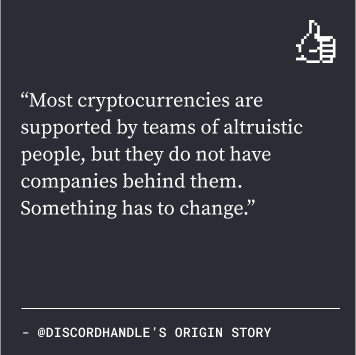 “Most cryptocurrencies are
supported by teams of altruistic
people, but they do not have
companies behind them.
Something has to change.”
– @DISCORDHANDLE’S ORIGIN STORY